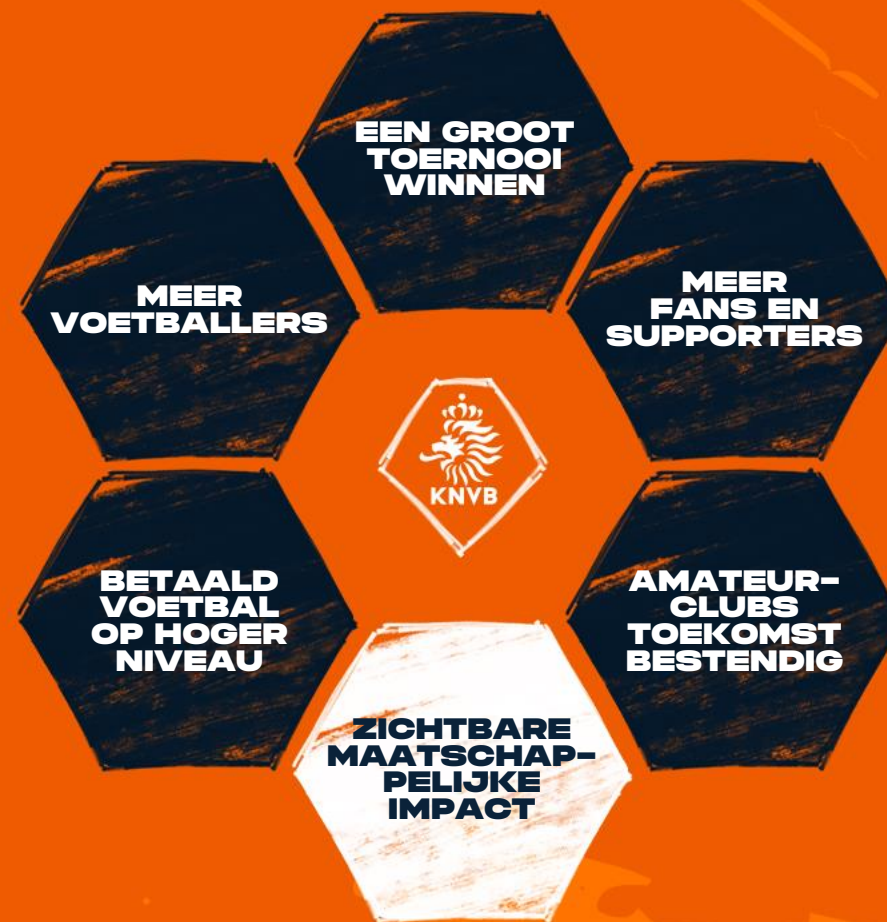 EEN GROOT
TOERNOOI
WINNEN
MEER
VOETBALLERS
MEER
FANS EN
SUPPORTERS
KNVB
BETAALD
VOETBAL
OP HOGER
NIVEAU
AMATEUR-
CLUBS
TOEKOMST
BESTENDIG
ZICHTBARE
MAATSCHAP-
PELIJKE
IMPACT